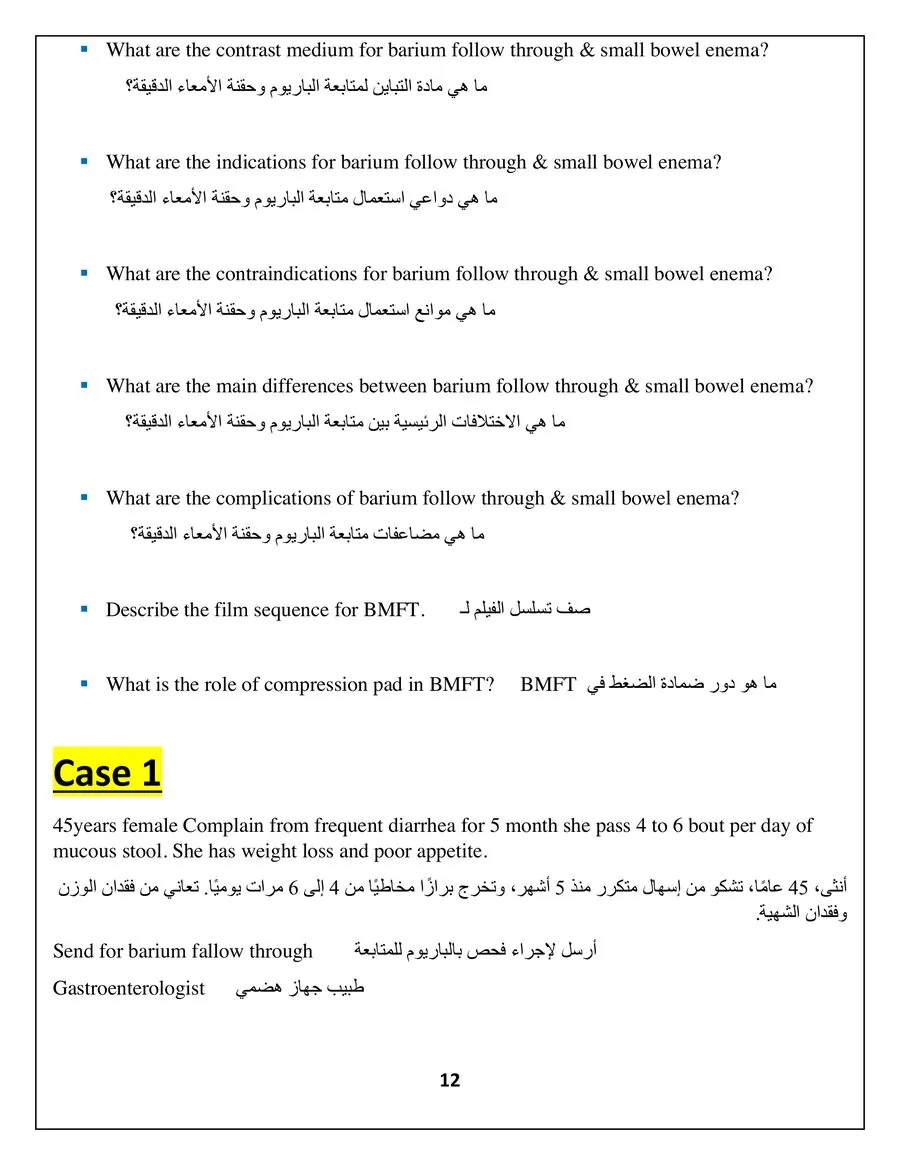 ▪ What are the contrast medium for barium follow through & small bowel enema?
ما هي مادة التباين لمتابعة الباريوم وحقنة الأمعاء الدقيقة؟
▪ What are the indications for barium follow through & small bowel enema?
ما هي دواعي استعمال متابعة الباريوم وحقنة الأمعاء الدقيقة؟
▪ What are the contraindications for barium follow through & small bowel enema?
ما هي موانع استعمال متابعة الباريوم وحقنة الأمعاء الدقيقة؟
▪ What are the main differences between barium follow through & small bowel enema?
ما هي الاختلافات الرئيسية بين متابعة الباريوم وحقنة الأمعاء الدقيقة؟
▪ What are the complications of barium follow through & small bowel enema?
ما هي مضاعفات متابعة الباريوم وحقنة الأمعاء الدقيقة؟
▪ Describe the film sequence for BMFT. صف تسلسل الفيلم لـ
▪ What is the role of compression pad in BMFT? ما هو دور ضمادة الضغط في BMFT
Case 1
45years female Complain from frequent diarrhea for 5 month she pass 4 to 6 bout per day of
mucous stool. She has weight loss and poor appetite.
أنثى، 45 عامًا، تشكو من إسهال متكرر منذ 5 أشهر، وتخرج برازًا مخاطيًا من 4 إلى 6 مرات يوميًا. تعاني من فقدان الوزن
وفقدان الشهية.
Send for barium fallow through أرسل لإجراء فحص بالباريوم للمتابعة
Gastroenterologist طبيب جهاز هضمي
12